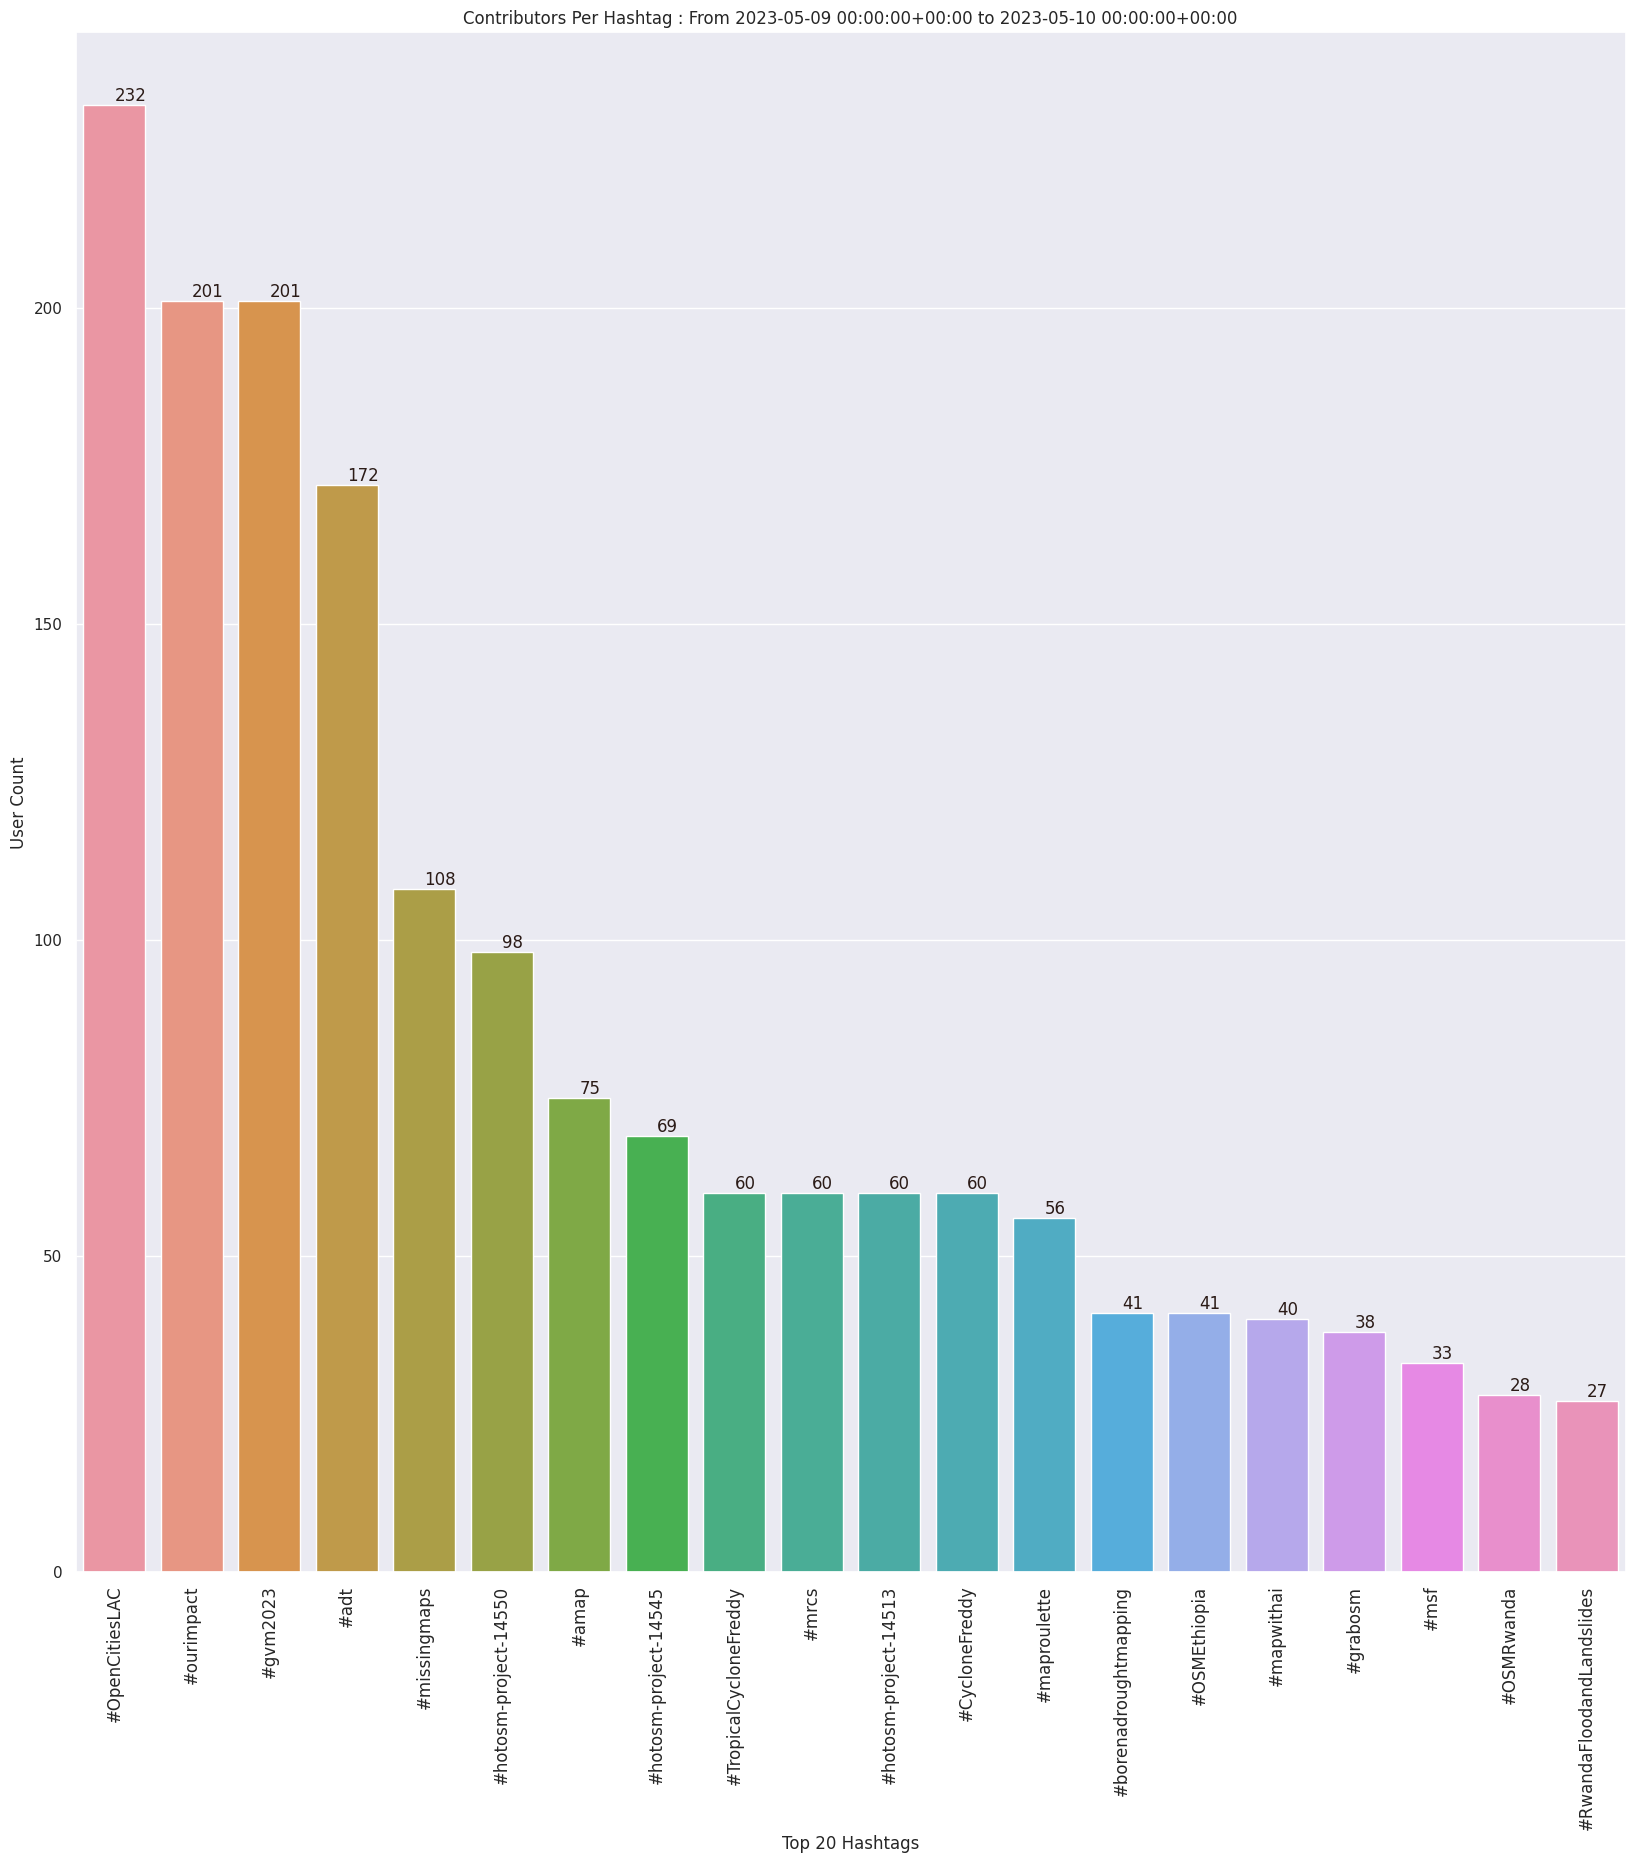 Contributors Per Hashtag : From 2023-05-09 00:00:00+00:00 to 2023-05-10 00:00:00+00:00
232
201
201
172
108
98
75
69
60
60
60
60
56
41
41
40
38
33
28
27
200
150
100
50
0
User Count
#OpenCitiesLAC
#ourimpact
#gvm2023
#adt
#missingmaps
#hotosm-project-14550
#amap
#hotosm-project-14545
#TropicalCycloneFreddy
#mrcs
#hotosm-project-14513
#CycloneFreddy
#maproulette
#borenadroughtmapping
#OSMEthiopia
#mapwithai
#grabosm
#msf
#OSMRwanda
#RwandaFloodandLandslides
Top 20 Hashtags